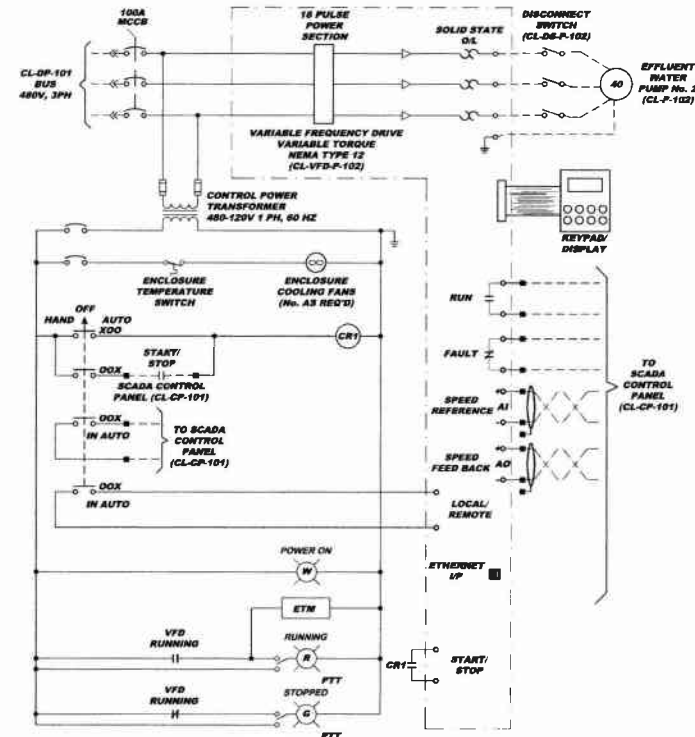 100A
MCCB
18 PULSE
POWER
SECTION
SOLID STATE
O/L
DISCONNECT
SWITCH
(CL-DS-P-102)
CL-DP-101
BUS
480V, 3PH
40
EFFLUENT
WATER
PUMP No. 2
(CL-P-102)
VARIABLE FREQUENCY DRIVE
VARIABLE TORQUE
NEMA TYPE 12
(CL-VFD-P-102)
CONTROL POWER
TRANSFORMER
480-120V 1 PH, 60 HZ
KEYPAD/
DISPLAY
ENCLOSURE
TEMPERATURE
SWITCH
ENCLOSURE
COOLING FANS
(No. AS REQ'D)
RUN
OFF
HAND
AUTO
XOO
CR1
START/
STOP
FAULT
OOX
SCADA CONTROL
PANEL (CL-CP-101)
TO
SCADA
CONTROL
PANEL
(CL-CP-101)
SPEED
REFERENCE
+
AI
-
OOX
IN AUTO
TO SCADA
CONTROL
PANEL
(CL-CP-101)
SPEED
FEED BACK
+
AO
-
OOX
IN AUTO
LOCAL/
REMOTE
POWER ON
W
ETHERNET
I/P
ETM
VFD
RUNNING
RUNNING
R
PTT
CR1
START/
STOP
VFD
RUNNING
STOPPED
G
PTT